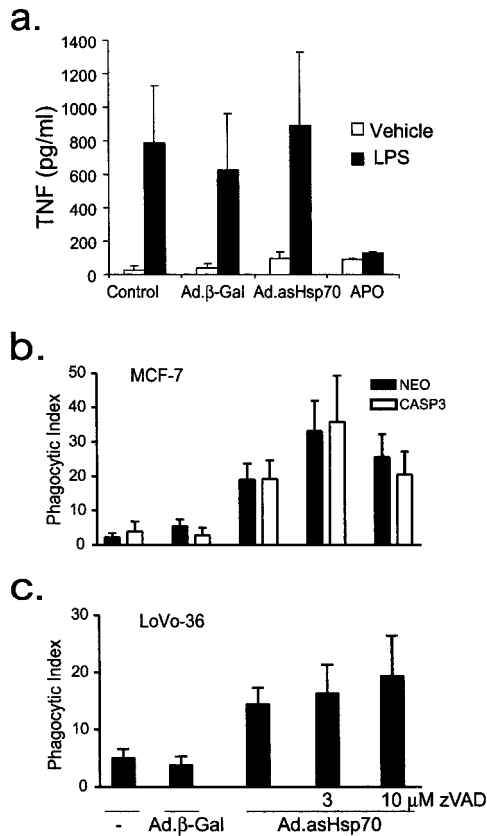 a.
1400
1200
1000
800
600
400
200
0
TNF (pg/ml)
Vehicle
LPS
Control Ad.β-Gal Ad.asHsp70 APO
b.
MCF-7
50
40
30
20
10
0
Phagocytic Index
NEO
CASP3
c.
LoVo-36
30
20
10
0
Phagocytic Index
3 10 μM zVAD
- Ad.β-Gal Ad.asHsp70